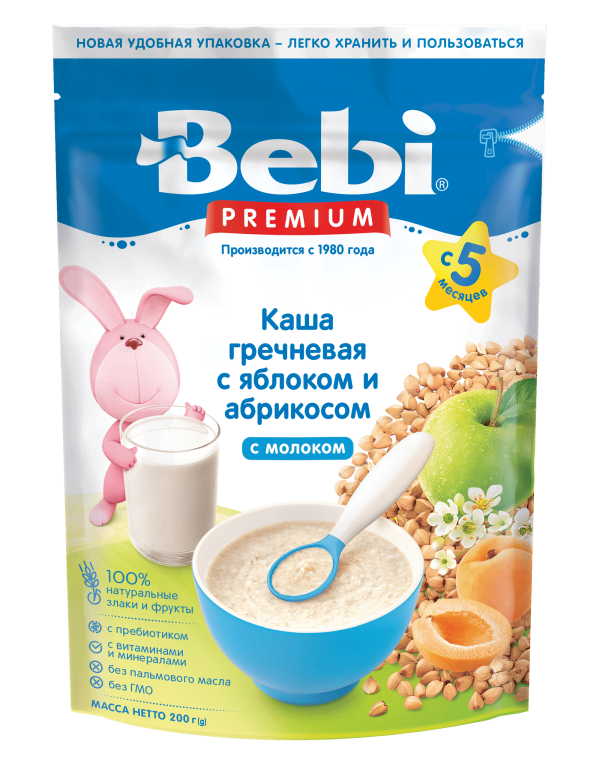 НОВАЯ УДОБНАЯ УПАКОВКА – ЛЕГКО ХРАНИТЬ И ПОЛЬЗОВАТЬСЯ
Bebi®
PREMIUM
Производится с 1980 года
с 5
месяцев
Каша
гречневая
с яблоком и
абрикосом
с молоком
100%
натуральные
злаки и фрукты
с пребиотиком
с витаминами
и минералами
без пальмового масла
без ГМО
МАССА НЕТТО 200 г (g)